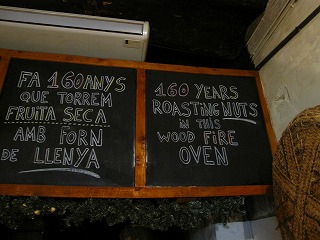 FA 160 ANYS
QUE TORREM
FRUITA SECA
AMB FORN
DE LLENYA
160 YEARS
ROASTING NUTS
IN THIS
WOOD FIRE
OVEN